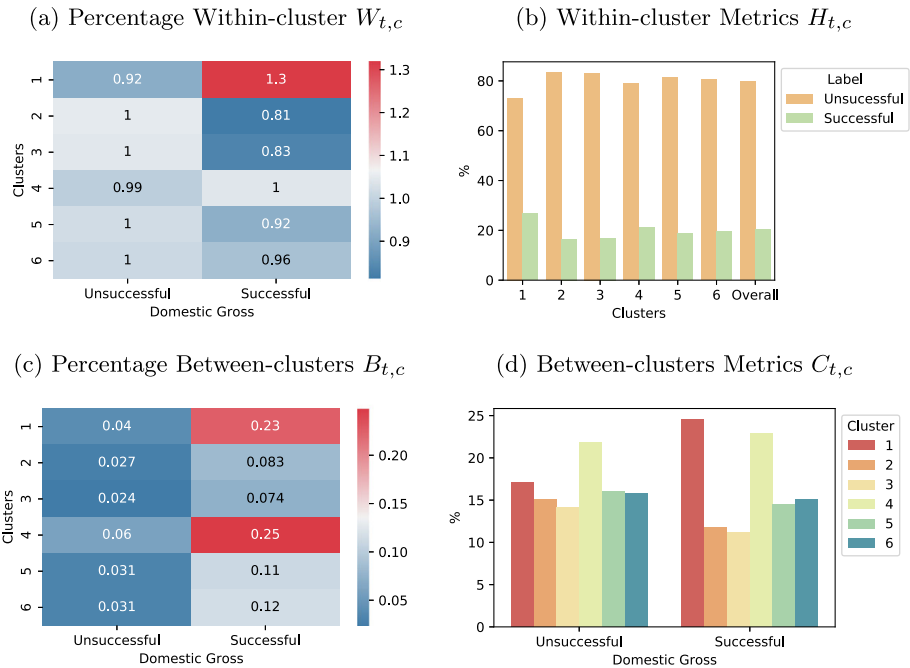 (a) Percentage Within-cluster W_{t,c}
1 0.92 1.3
2 1 0.81
3 1 0.83
4 0.99 1
5 1 0.92
6 1 0.96
Clusters
Unsuccessful Successful
Domestic Gross
1.3
1.2
1.1
1.0
0.9
(b) Within-cluster Metrics H_{t,c}
80
60
40
20
0
%
1 2 3 4 5 6 Overall
Clusters
Label
Unsucessful
Successful
(c) Percentage Between-clusters B_{t,c}
1 0.04 0.23
2 0.027 0.083
3 0.024 0.074
4 0.06 0.25
5 0.031 0.11
6 0.031 0.12
Clusters
Unsuccessful Successful
Domestic Gross
0.20
0.15
0.10
0.05
(d) Between-clusters Metrics C_{t,c}
25
20
15
10
5
0
%
Unsuccessful Successful
Domestic Gross
Cluster
1
2
3
4
5
6